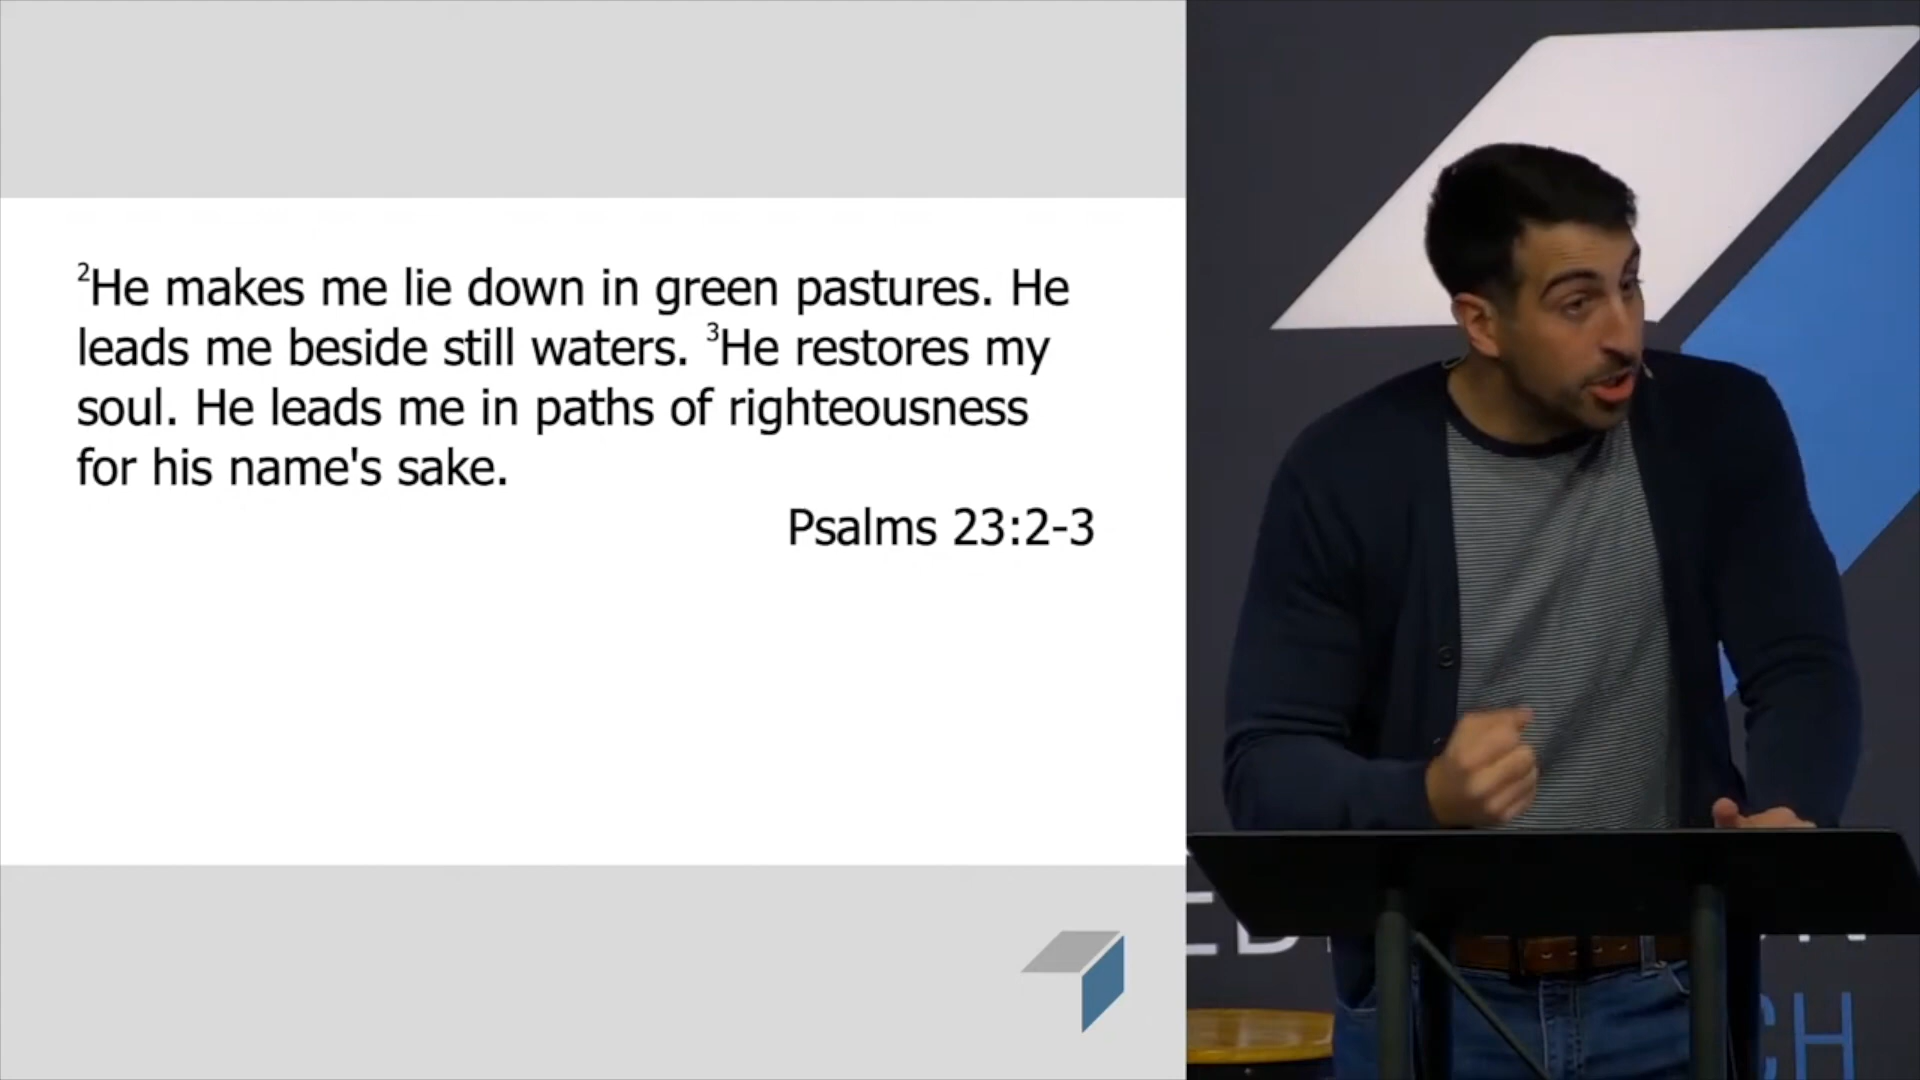 ²He makes me lie down in green pastures. He
leads me beside still waters. ³He restores my
soul. He leads me in paths of righteousness
for his name's sake.
Psalms 23:2-3